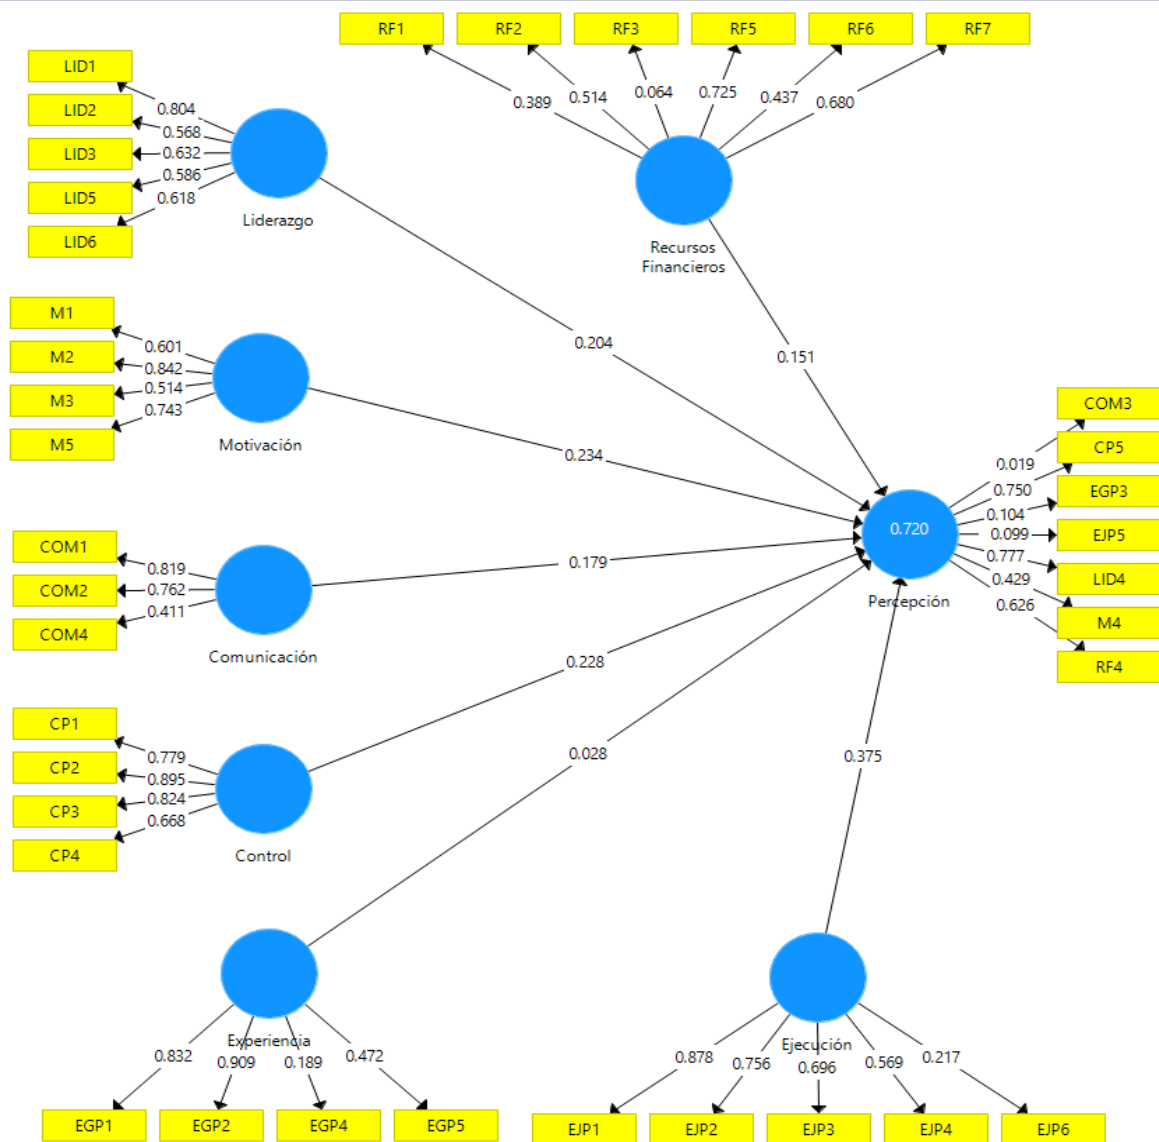 RF1
RF2
RF3
RF5
RF6
RF7
0.389
0.514
0.064
0.725
0.437
0.680
Recursos
Financieros
LID1
LID2
LID3
LID5
LID6
0.804
0.568
0.632
0.586
0.618
Liderazgo
0.204
0.151
M1
M2
M3
M5
0.601
0.842
0.514
0.743
Motivación
0.234
COM1
COM2
COM4
0.819
0.762
0.411
Comunicación
0.179
CP1
CP2
CP3
CP4
0.779
0.895
0.824
0.668
Control
0.228
0.028
0.375
0.720
Percepción
0.019
0.750
0.104
0.099
0.777
0.429
0.626
COM3
CP5
EGP3
EJP5
LID4
M4
RF4
Experiencia
0.832
0.909
0.189
0.472
EGP1
EGP2
EGP4
EGP5
Ejecución
0.878
0.756
0.696
0.569
0.217
EJP1
EJP2
EJP3
EJP4
EJP6